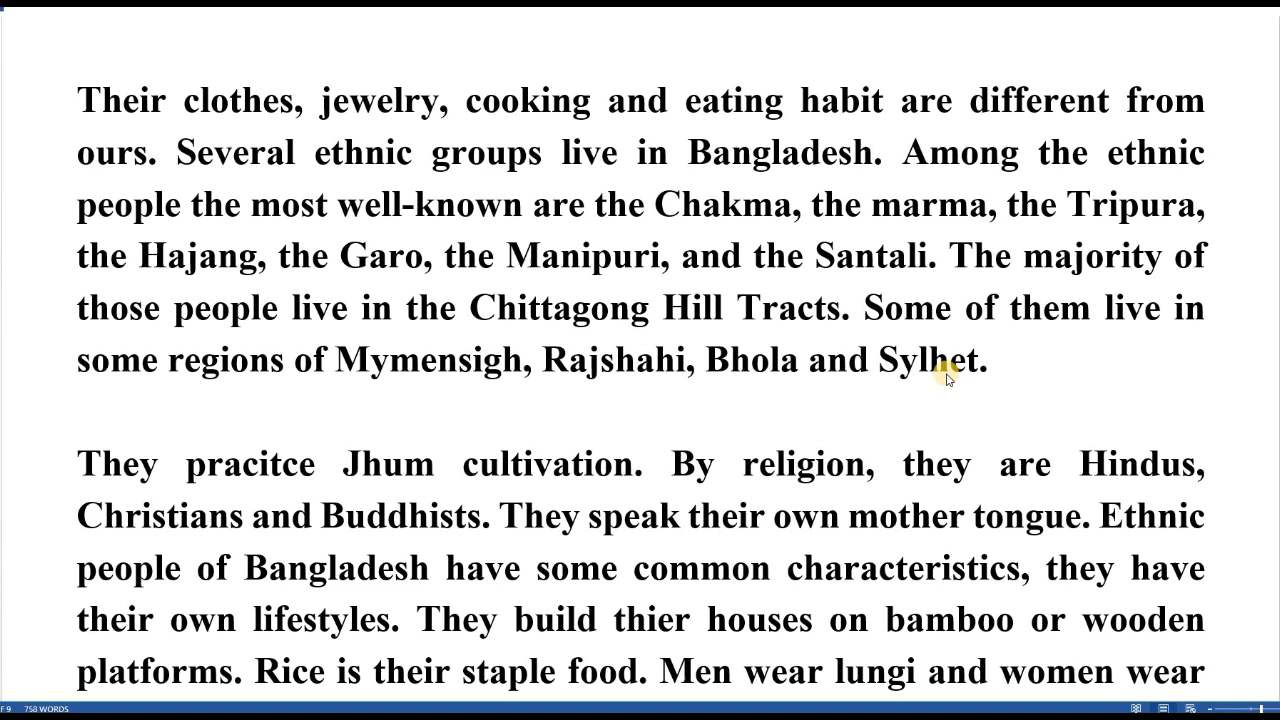 Their clothes, jewelry, cooking and eating habit are different from
ours. Several ethnic groups live in Bangladesh. Among the ethnic
people the most well-known are the Chakma, the marma, the Tripura,
the Hajang, the Garo, the Manipuri, and the Santali. The majority of
those people live in the Chittagong Hill Tracts. Some of them live in
some regions of Mymensigh, Rajshahi, Bhola and Sylhet.
They pracitce Jhum cultivation. By religion, they are Hindus,
Christians and Buddhists. They speak their own mother tongue. Ethnic
people of Bangladesh have some common characteristics, they have
their own lifestyles. They build thier houses on bamboo or wooden
platforms. Rice is their staple food. Men wear lungi and women wear
F 9 758 WORDS